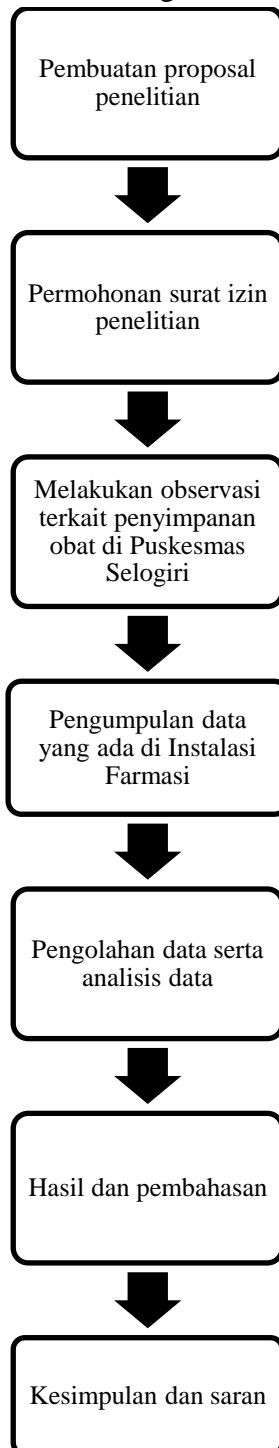 Pembuatan proposal
penelitian
Permohonan surat izin
penelitian
Melakukan observasi
terkait penyimpanan
obat di Puskesmas
Selogiri
Pengumpulan data
yang ada di Instalasi
Farmasi
Pengolahan data serta
analisis data
Hasil dan pembahasan
Kesimpulan dan saran